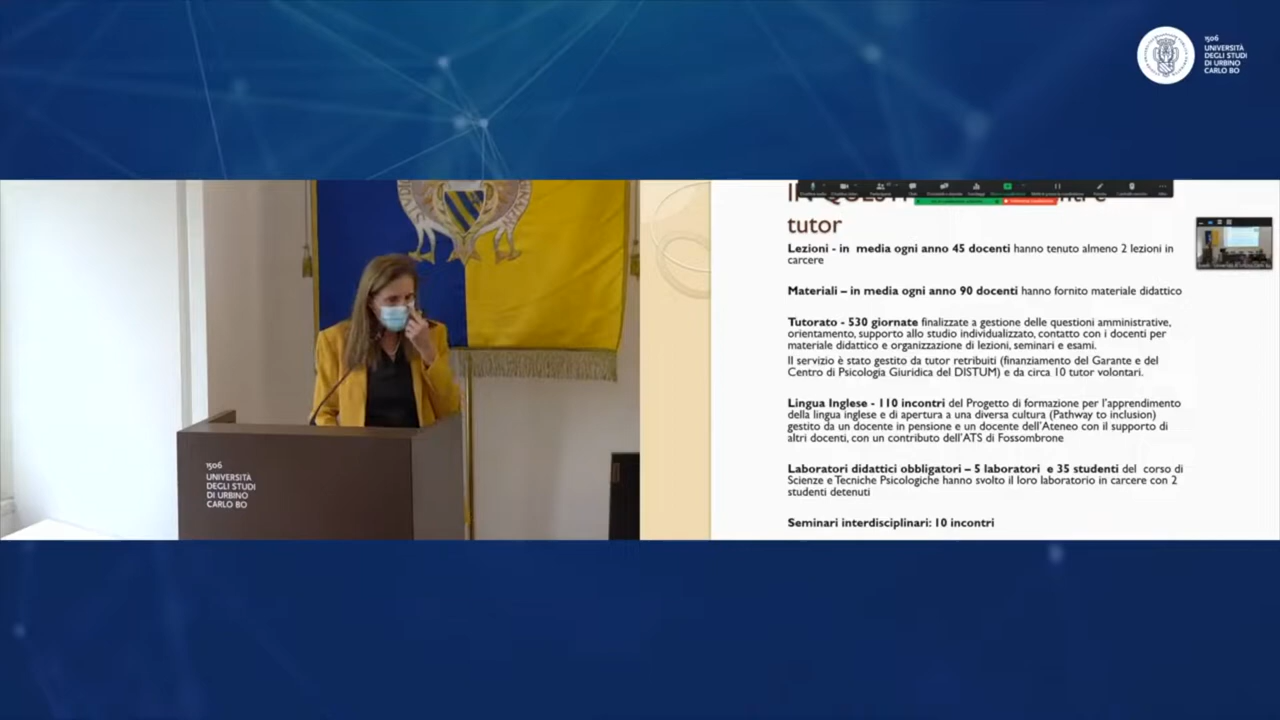 1506
UNIVERSITÀ
DEGLI STUDI
DI URBINO
CARLO BO
tutor
Lezioni - in media ogni anno 45 docenti hanno tenuto almeno 2 lezioni in
carcere
Materiali – in media ogni anno 90 docenti hanno fornito materiale didattico
Tutorato - 530 giornate finalizzate a gestione delle questioni amministrative,
orientamento, supporto allo studio individualizzato, contatto con i docenti per
materiale didattico e organizzazione di lezioni, seminari e esami.
Il servizio è stato gestito da tutor retribuiti (finanziamento del Garante e del
Centro di Psicologia Giuridica del DISTUM) e da circa 10 tutor volontari.
Lingua Inglese - 110 incontri del Progetto di formazione per l'apprendimento
della lingua inglese e di apertura a una diversa cultura (Pathway to inclusion)
gestito da un docente in pensione e un docente dell'Ateneo con il supporto di
altri docenti, con un contributo dell'ATS di Fossombrone
Laboratori didattici obbligatori – 5 laboratori e 35 studenti del corso di
Scienze e Tecniche Psicologiche hanno svolto il loro laboratorio in carcere con 2
studenti detenuti
Seminari interdisciplinari: 10 incontri
1506
UNIVERSITÀ
DEGLI STUDI
DI URBINO
CARLO BO